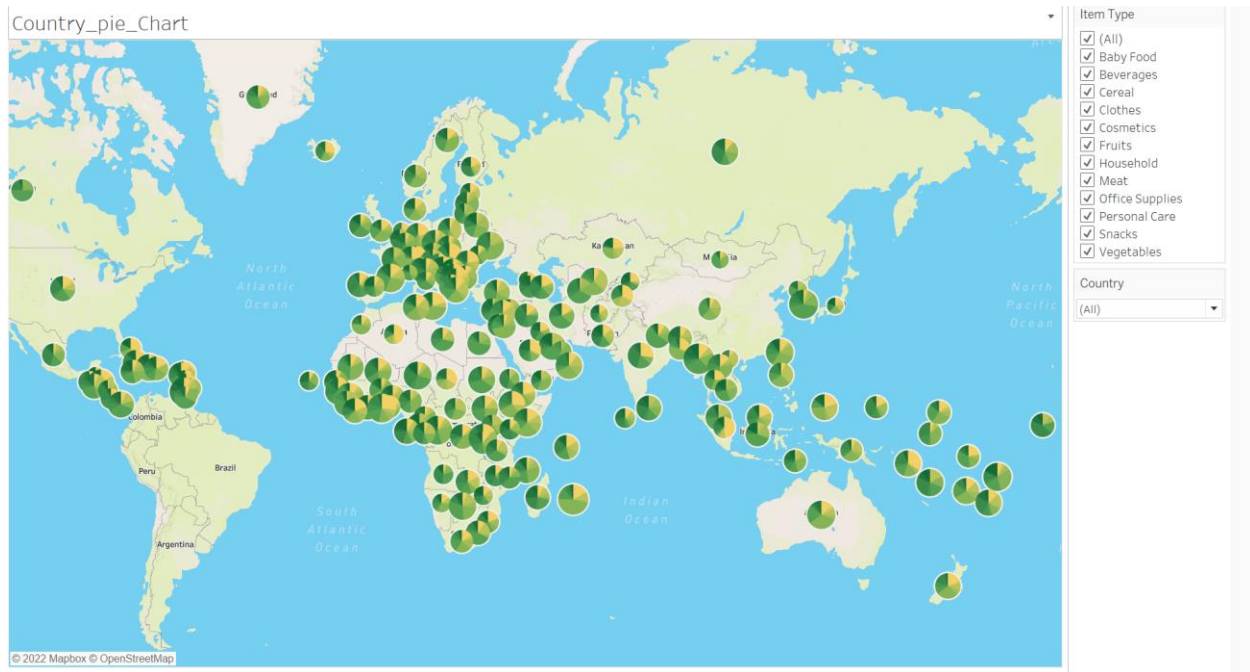 Country_pie_Chart
North
Atlantic
Ocean
North
Pacific
Ocean
Colombia
Peru
Brazil
South
Atlantic
Ocean
Indian
Ocean
Argentina
© 2022 Mapbox © OpenStreetMap
Item Type
(All)
Baby Food
Beverages
Cereal
Clothes
Cosmetics
Fruits
Household
Meat
Office Supplies
Personal Care
Snacks
Vegetables
Country
(All)